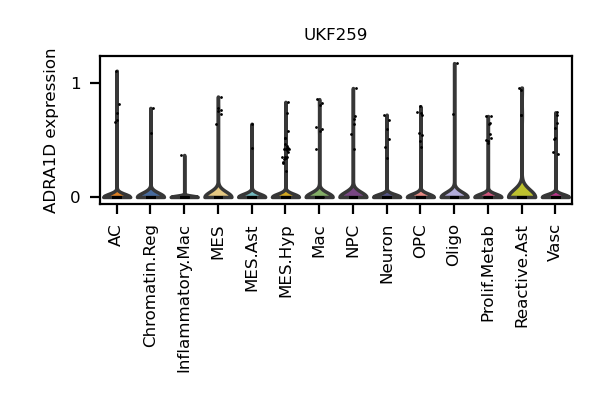 UKF259
ADRA1D expression
1
0
AC
Chromatin.Reg
Inflammatory.Mac
MES
MES.Ast
MES.Hyp
Mac
NPC
Neuron
OPC
Oligo
Prolif.Metab
Reactive.Ast
Vasc